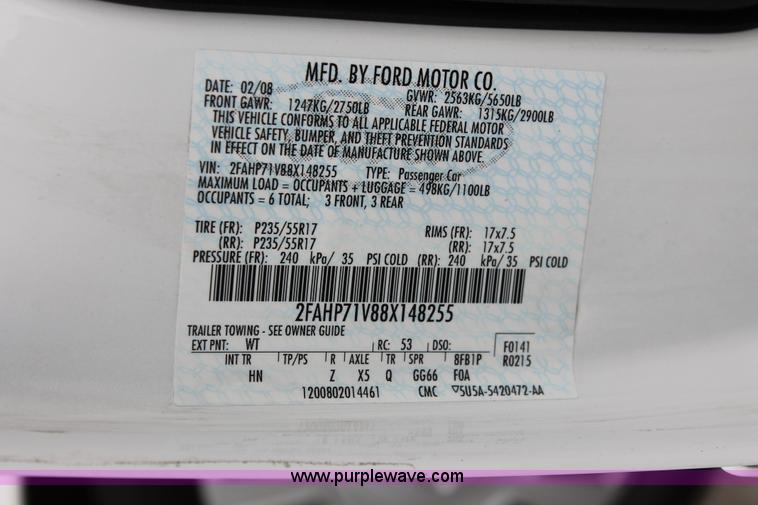 MFD. BY FORD MOTOR CO.
DATE: 02/08 GVWR: 2563KG/5650LB
FRONT GAWR: 1247KG/2750LB REAR GAWR: 1315KG/2900LB
THIS VEHICLE CONFORMS TO ALL APPLICABLE FEDERAL MOTOR
VEHICLE SAFETY, BUMPER, AND THEFT PREVENTION STANDARDS
IN EFFECT ON THE DATE OF MANUFACTURE SHOWN ABOVE.
VIN: 2FAHP71V88X148255 TYPE: Passenger Car
MAXIMUM LOAD = OCCUPANTS + LUGGAGE = 498KG/1100LB
OCCUPANTS = 6 TOTAL; 3 FRONT, 3 REAR
TIRE (FR): P235/55R17 RIMS (FR): 17x7.5
(RR): P235/55R17 (RR): 17x7.5
PRESSURE (FR): 240 kPa/ 35 PSI COLD (RR): 240 kPa/ 35 PSI COLD
2FAHP71V88X148255
TRAILER TOWING - SEE OWNER GUIDE
EXT PNT: WT RC: 53 DSO: F0141
INT TR TP/PS R AXLE TR SPR 8FB1P R0215
HN Z X5 Q GG66 F0A
1200802014461 CMC ▽5U5A-5420472-AA
www.purplewave.com